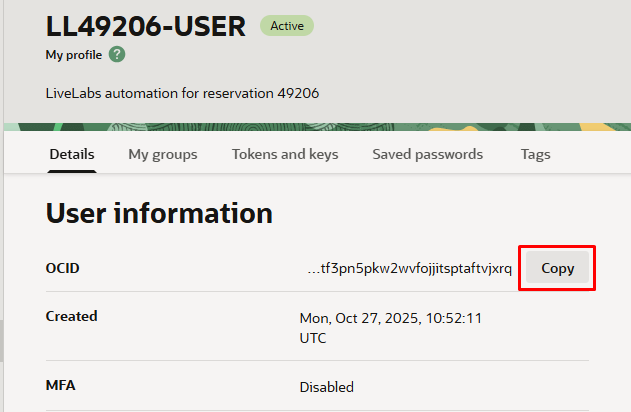 LL49206-USER Active
My profile ?
LiveLabs automation for reservation 49206
Details My groups Tokens and keys Saved passwords Tags
User information
OCID ...tf3pn5pkw2wvfojjitsptaftvjxrq Copy
Created Mon, Oct 27, 2025, 10:52:11
UTC
MFA Disabled